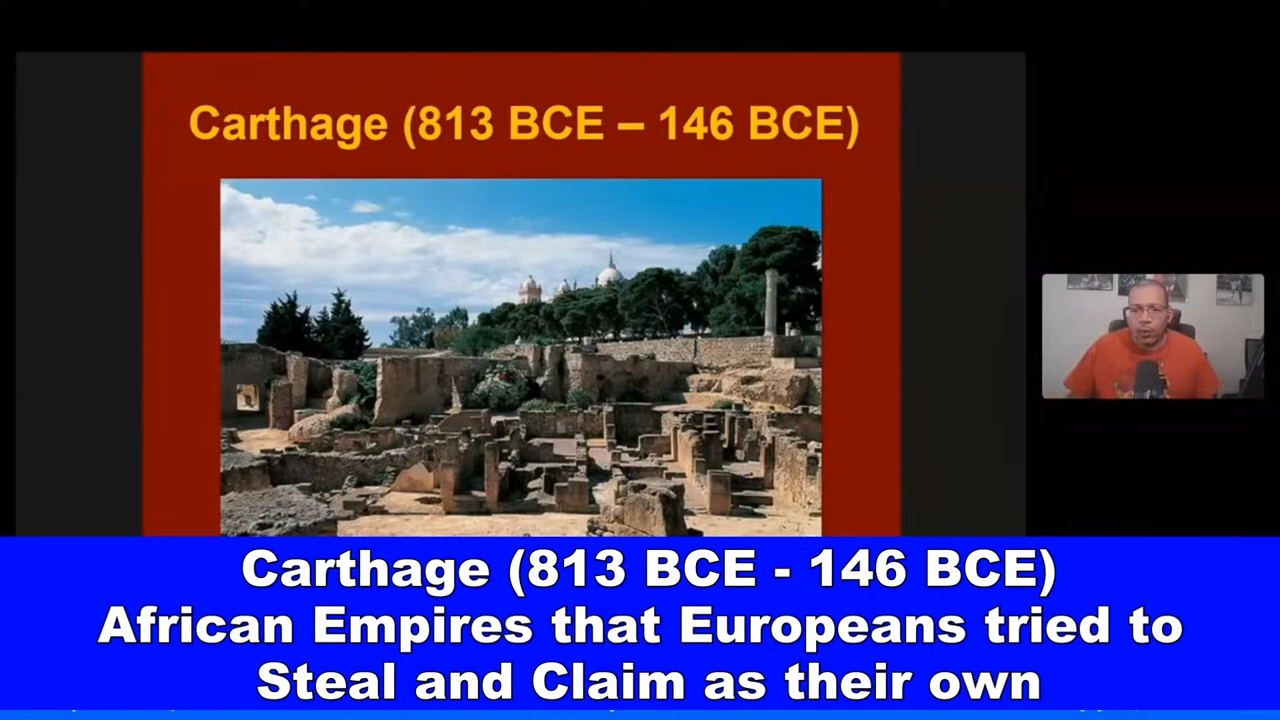 Carthage (813 BCE – 146 BCE)
Carthage (813 BCE - 146 BCE)
African Empires that Europeans tried to
Steal and Claim as their own